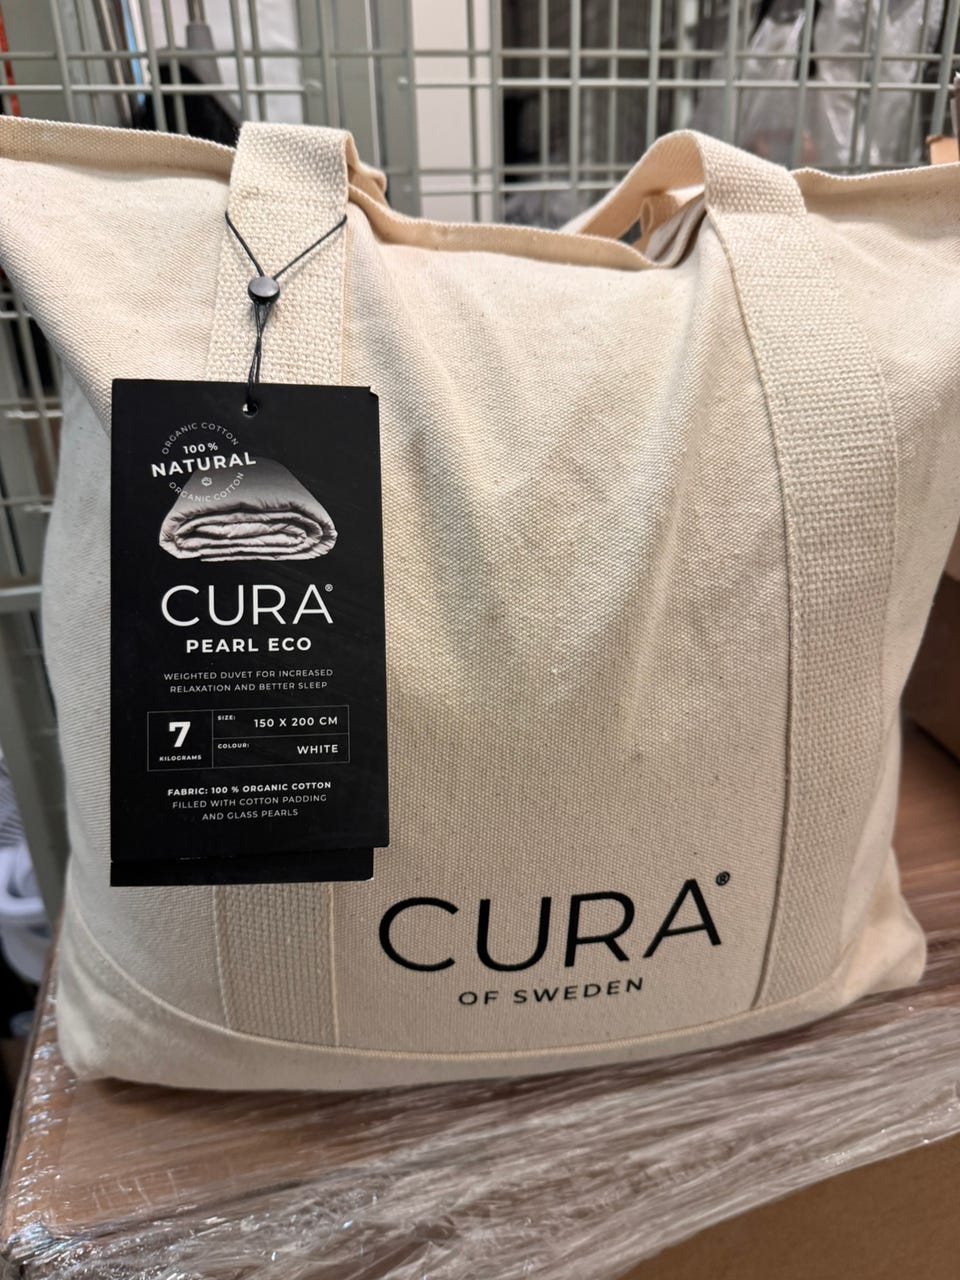 ORGANIC COTTON
100%
NATURAL
ORGANIC COTTON
CURA®
PEARL ECO
WEIGHTED DUVET FOR INCREASED
RELAXATION AND BETTER SLEEP
7
KILOGRAMS
SIZE: 150 X 200 CM
COLOUR: WHITE
FABRIC: 100 % ORGANIC COTTON
FILLED WITH COTTON PADDING
AND GLASS PEARLS
CURA®
OF SWEDEN